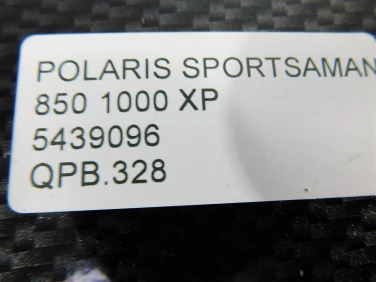 POLARIS SPORTSAMAN
850 1000 XP
5439096
QPB.328